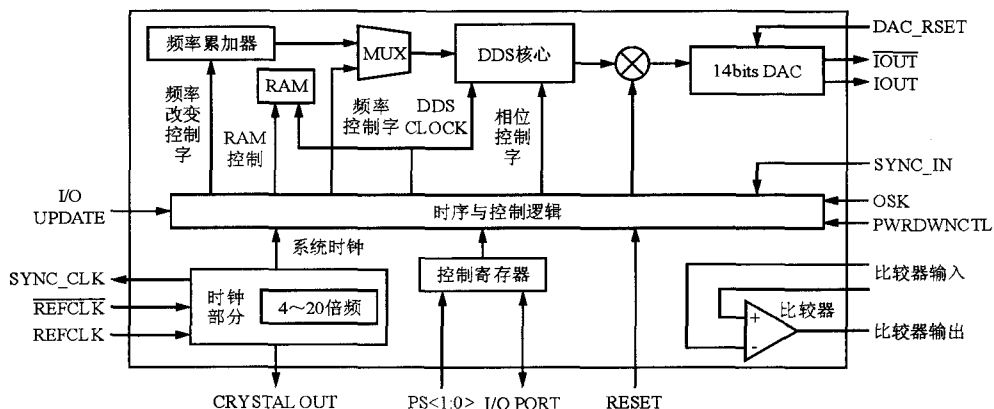 DAC_RSET
频率累加器
MUX
DDS核心
14bits DAC
IOUT
IOUT
RAM
频率
改变
控制
字
RAM
控制
频率
控制字
DDS
CLOCK
相位
控制
字
SYNC_IN
I/O
UPDATE
时序与控制逻辑
OSK
PWRDWNCTL
系统时钟
SYNC_CLK
REFCLK
REFCLK
时钟
部分
4～20倍频
控制寄存器
比较器输入
比较器
+
-
比较器输出
CRYSTAL OUT
PS<1:0>
I/O PORT
RESET